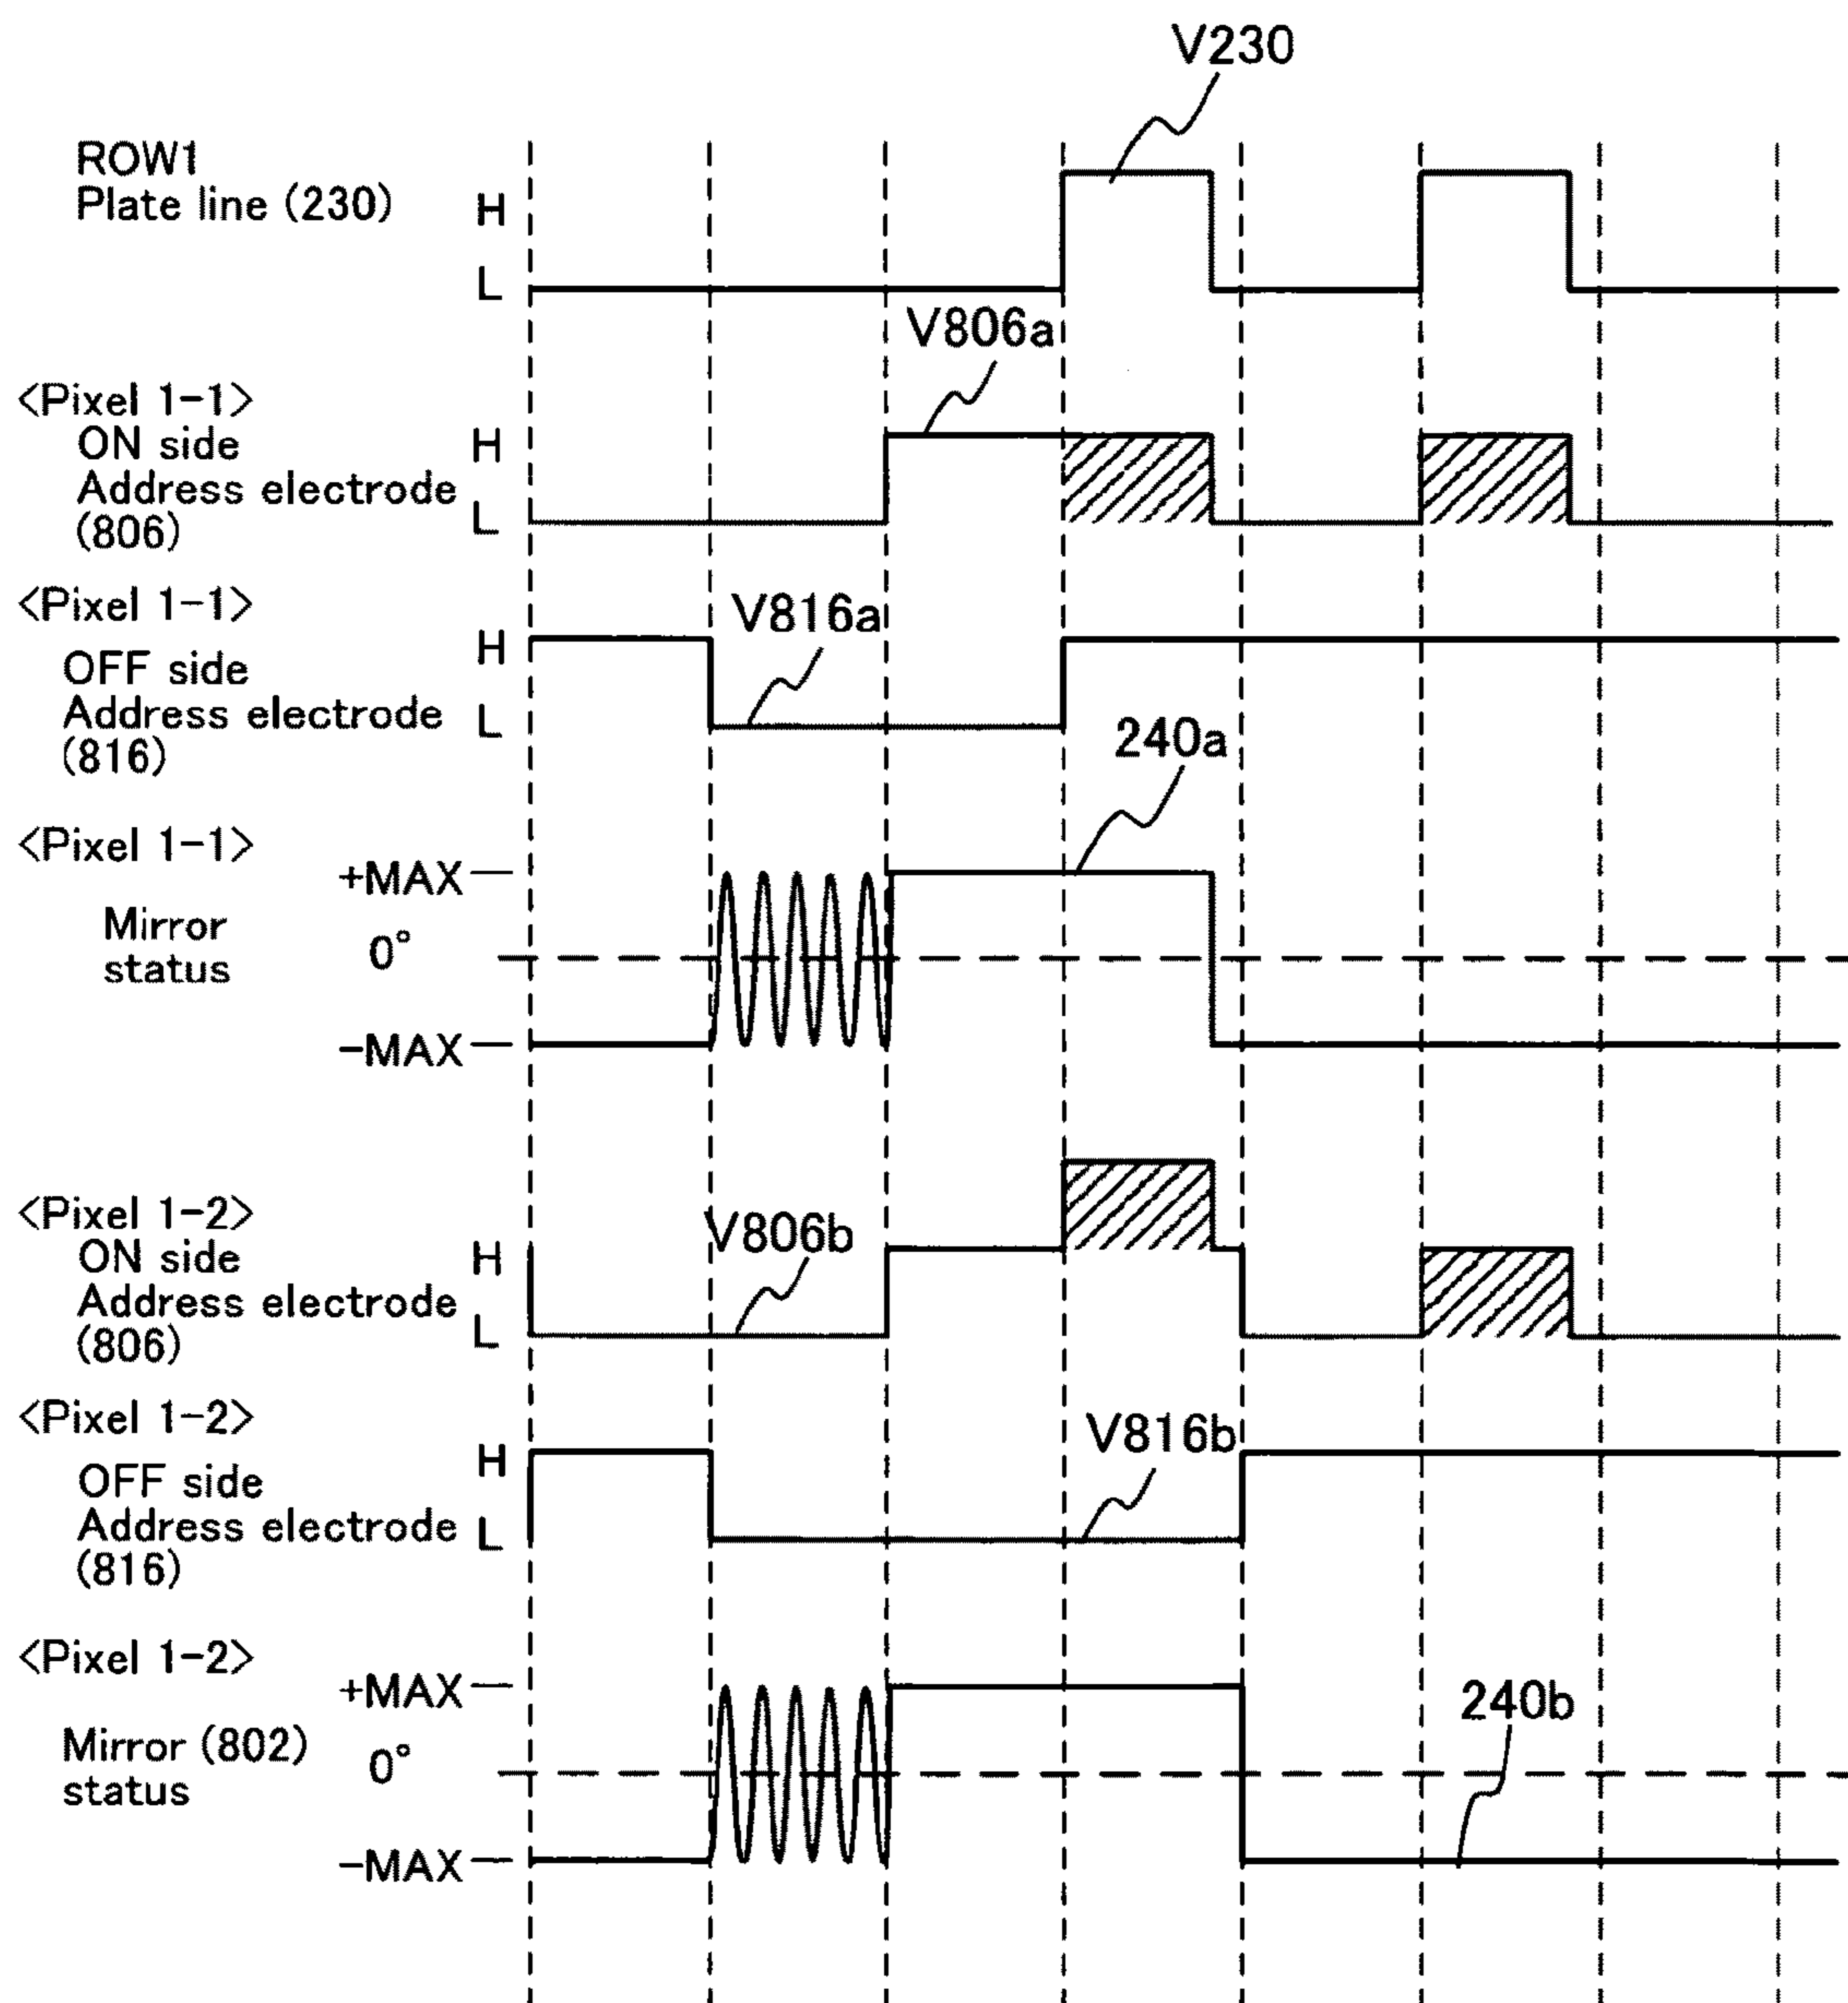 V230
ROW1
Plate line (230)
H
L
V806a
<Pixel 1-1>
ON side
Address electrode
(806)
H
L
<Pixel 1-1>
OFF side
Address electrode
(816)
H
L
V816a
240a
<Pixel 1-1>
Mirror
status
+MAX
0°
-MAX
<Pixel 1-2>
ON side
Address electrode
(806)
H
L
V806b
<Pixel 1-2>
OFF side
Address electrode
(816)
H
L
V816b
<Pixel 1-2>
Mirror (802)
status
+MAX
0°
-MAX
240b